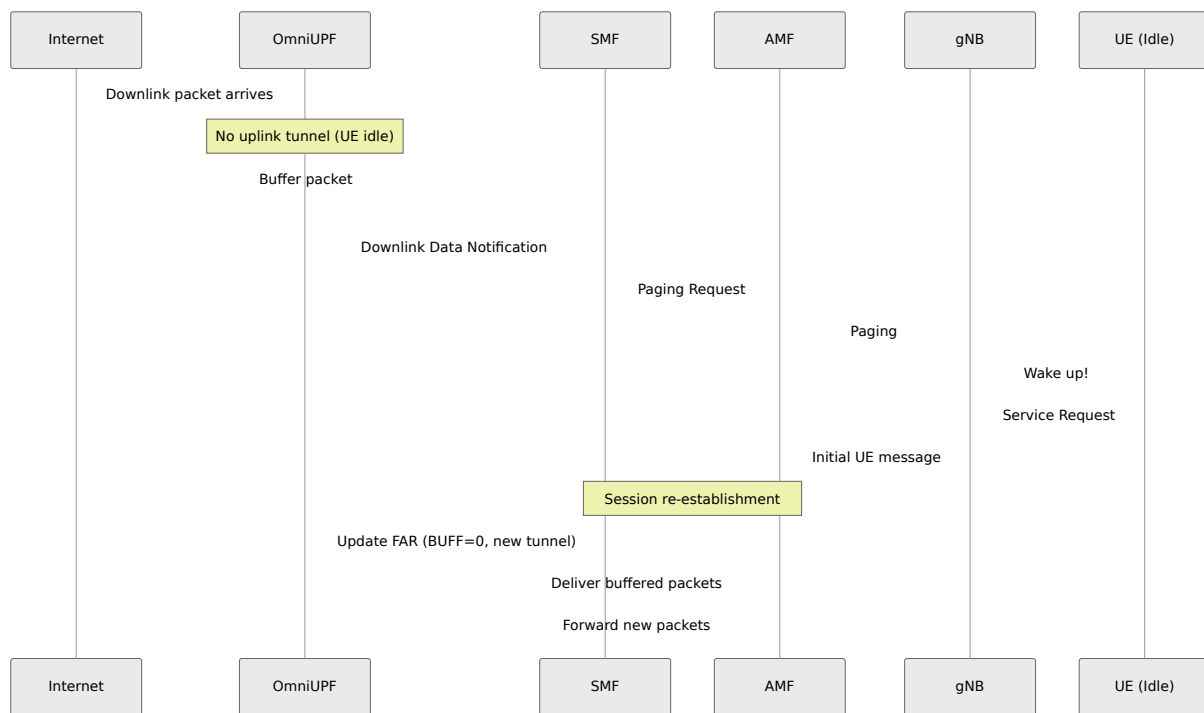 Internet
OmniUPF
SMF
AMF
gNB
UE (Idle)
Downlink packet arrives
No uplink tunnel (UE idle)
Buffer packet
Downlink Data Notification
Paging Request
Paging
Wake up!
Service Request
Initial UE message
Session re-establishment
Update FAR (BUFF=0, new tunnel)
Deliver buffered packets
Forward new packets
Internet
OmniUPF
SMF
AMF
gNB
UE (Idle)